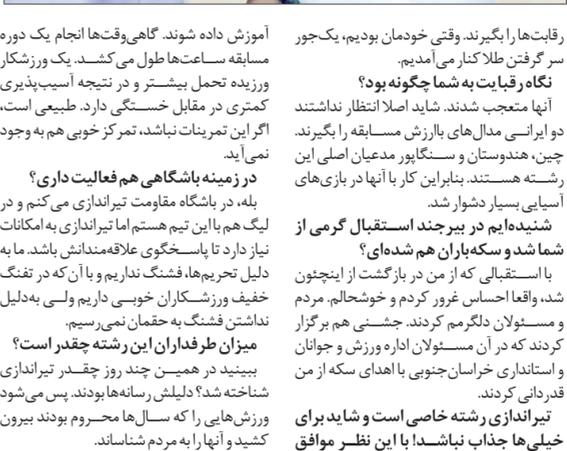 رقابت‌ها را بگیرند. وقتی خودمان بودیم، یک‌جور
سر گرفتن طلا کنار می‌آمدیم.
نگاه رقبایت به شما چگونه بود؟
آنها متعجب شدند. شاید اصلا انتظار نداشتند
دو ایرانی مدال‌های باارزش مسابقه را بگیرند.
چین، هندوستان و سنگاپور مدعیان اصلی این
رشته هستند. بنابراین کار با آنها در بازی‌های
آسیایی بسیار دشوار شد.
شنیده‌ایم در بیرجند استقبال گرمی از
شما شد و سکه‌باران هم شده‌ای؟
با استقبالی که از من در بازگشت از اینچئون
شد، واقعا احساس غرور کردم و خوشحالم. مردم
و مسئولان دلگرمم کردند. جشنی هم برگزار
کردند که در آن مسئولان اداره ورزش و جوانان
و استانداری خراسان‌جنوبی با اهدای سکه از من
قدردانی کردند.
تیراندازی رشته خاصی است و شاید برای
خیلی‌ها جذاب نباشد! با این نظر موافق
آموزش داده شوند. گاهی‌وقت‌ها انجام یک دوره
مسابقه ساعت‌ها طول می‌کشد. یک ورزشکار
ورزیده تحمل بیشتر و در نتیجه آسیب‌پذیری
کمتری در مقابل خستگی دارد. طبیعی است،
اگر این تمرینات نباشد، تمرکز خوبی هم به وجود
نمی‌آید.
در زمینه باشگاهی هم فعالیت داری؟
بله، در باشگاه مقاومت تیراندازی می‌کنم و در
لیگ هم با این تیم هستم اما تیراندازی به امکانات
نیاز دارد تا پاسخگوی علاقه‌مندانش باشد. ما به
دلیل تحریم‌ها، فشنگ نداریم و با آن که در تفنگ
خفیف ورزشکاران خوبی داریم ولی به‌دلیل
نداشتن فشنگ به حقمان نمی‌رسیم.
میزان طرفداران این رشته چقدر است؟
ببینید در همین چند روز چقدر تیراندازی
شناخته شد؟ دلیلش رسانه‌ها بودند. پس می‌شود
ورزش‌هایی را که سال‌ها محروم بودند بیرون
کشید و آنها را به مردم شناساند.